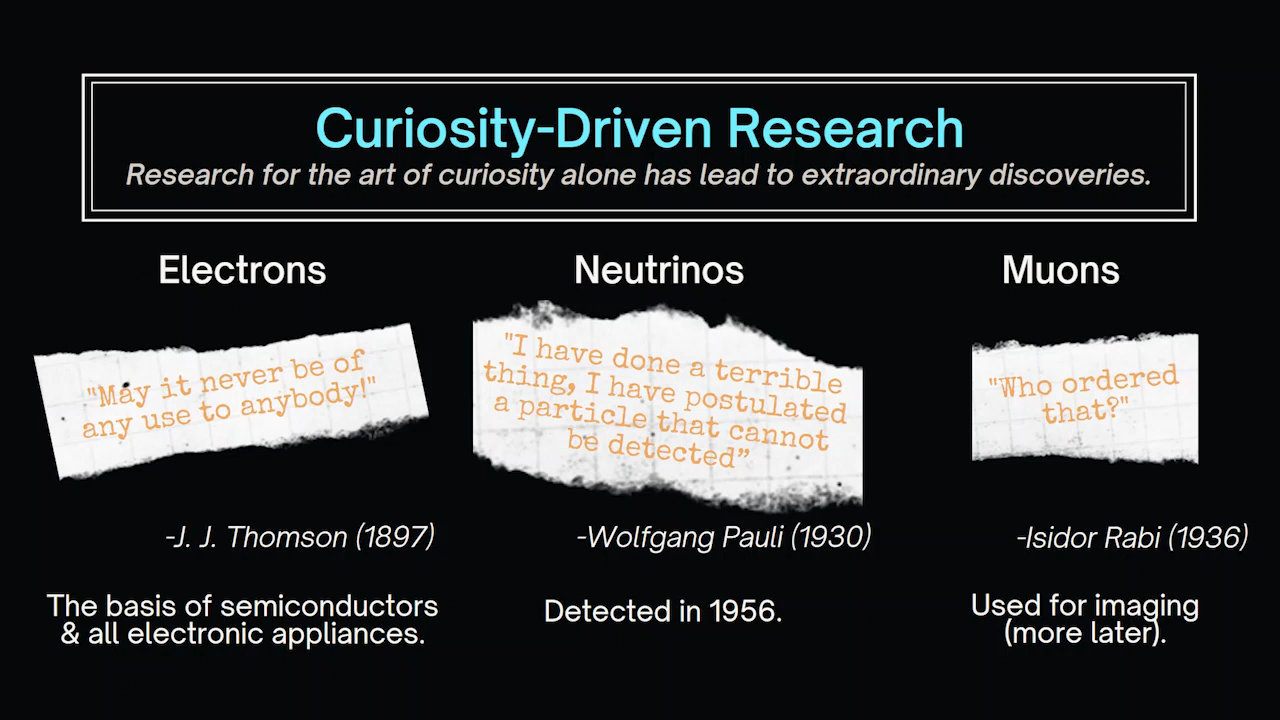 Curiosity-Driven Research
Research for the art of curiosity alone has lead to extraordinary discoveries.
Electrons
"May it never be of
any use to anybody!"
-J. J. Thomson (1897)
The basis of semiconductors
& all electronic appliances.
Neutrinos
"I have done a terrible
thing, I have postulated
a particle that cannot
be detected”
-Wolfgang Pauli (1930)
Detected in 1956.
Muons
"Who ordered
that?"
-Isidor Rabi (1936)
Used for imaging
(more later).